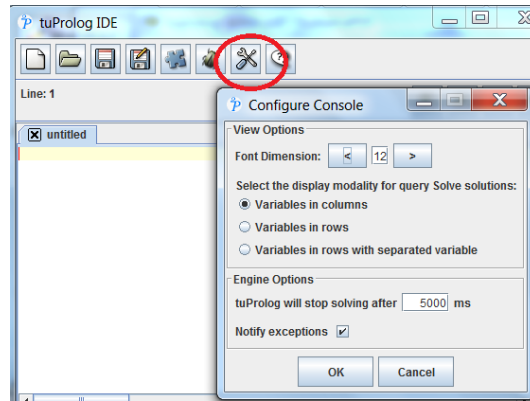 tuProlog IDE
Line: 1
untitled
Configure Console
View Options
Font Dimension: < 12 >
Select the display modality for query Solve solutions:
Variables in columns
Variables in rows
Variables in rows with separated variable
Engine Options
tuProlog will stop solving after 5000 ms
Notify exceptions
OK Cancel